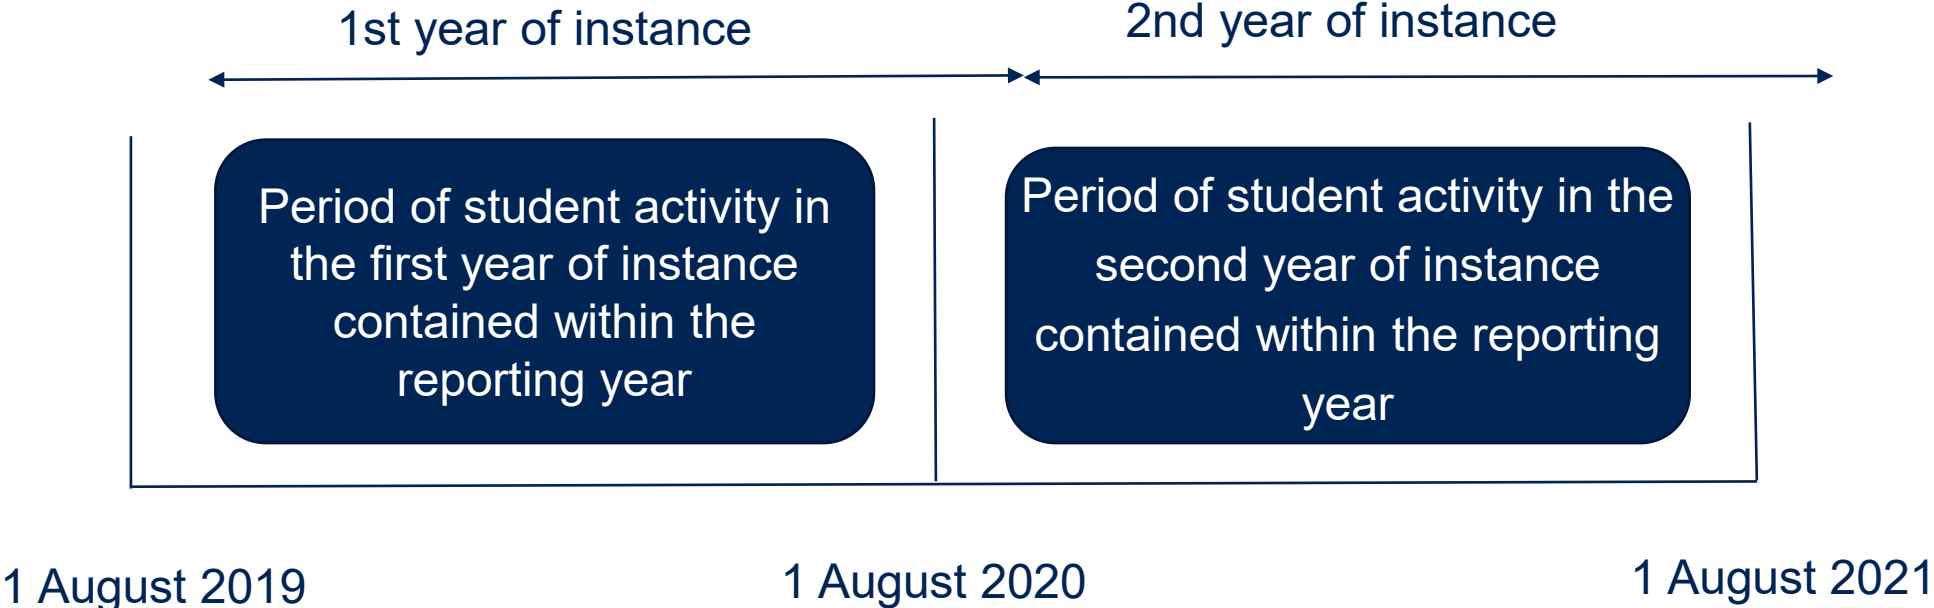 1st year of instance
2nd year of instance
Period of student activity in
the first year of instance
contained within the
reporting year
Period of student activity in the
second year of instance
contained within the reporting
year
1 August 2019
1 August 2020
1 August 2021